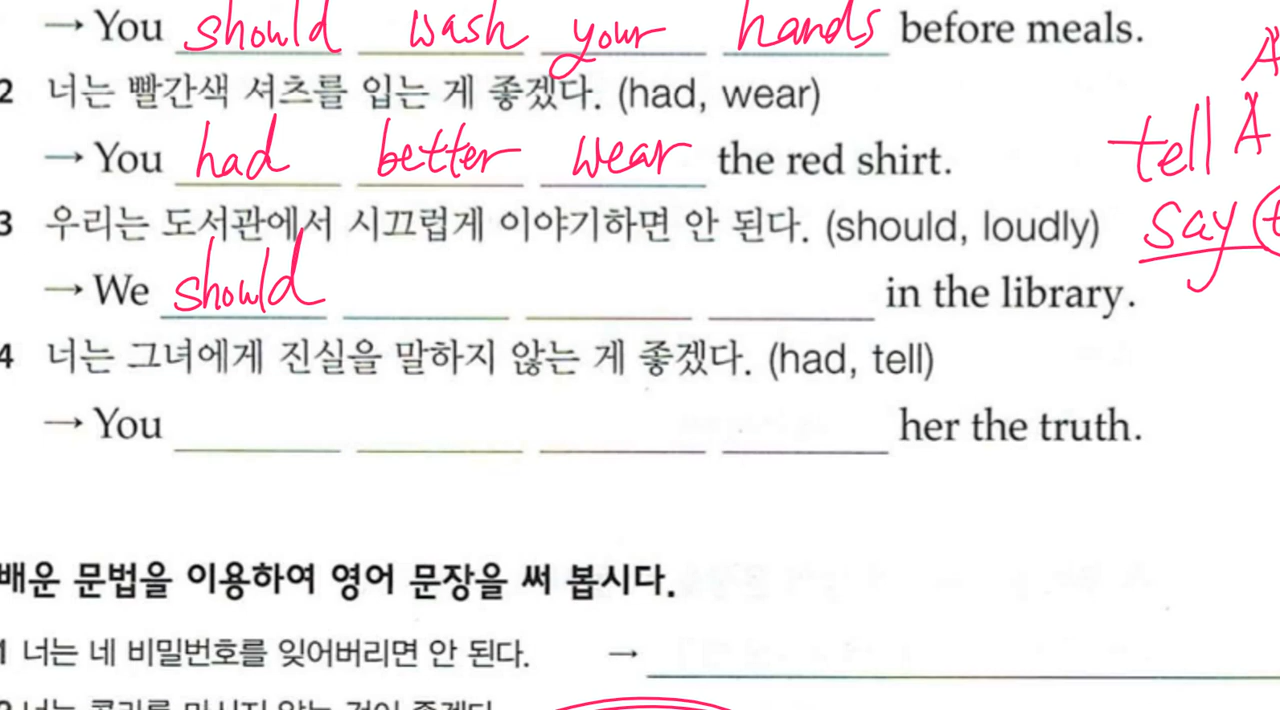 → You should wash your hands before meals.
2 너는 빨간색 셔츠를 입는 게 좋겠다. (had, wear)
→ You had better wear the red shirt.
tell A
3 우리는 도서관에서 시끄럽게 이야기하면 안 된다. (should, loudly)
say
→ We should in the library.
4 너는 그녀에게 진실을 말하지 않는 게 좋겠다. (had, tell)
→ You her the truth.
배운 문법을 이용하여 영어 문장을 써 봅시다.
1 너는 네 비밀번호를 잊어버리면 안 된다. →